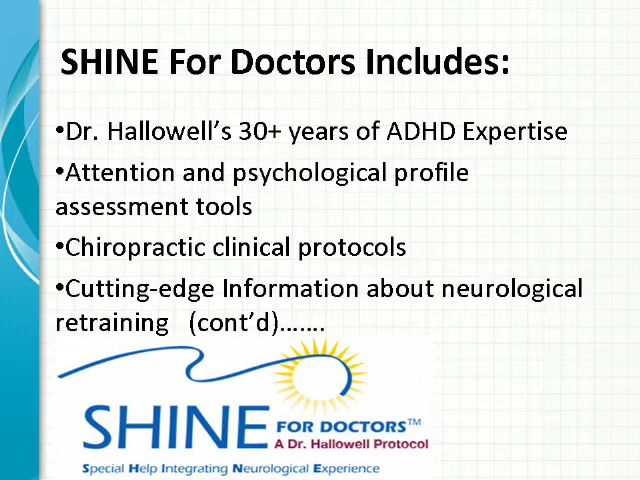 SHINE For Doctors Includes:
•Dr. Hallowell's 30+ years of ADHD Expertise
•Attention and psychological profile
assessment tools
•Chiropractic clinical protocols
•Cutting-edge Information about neurological
retraining (cont'd).......
SHINE FOR DOCTORS™
A Dr. Hallowell Protocol
Special Help Integrating Neurological Experience